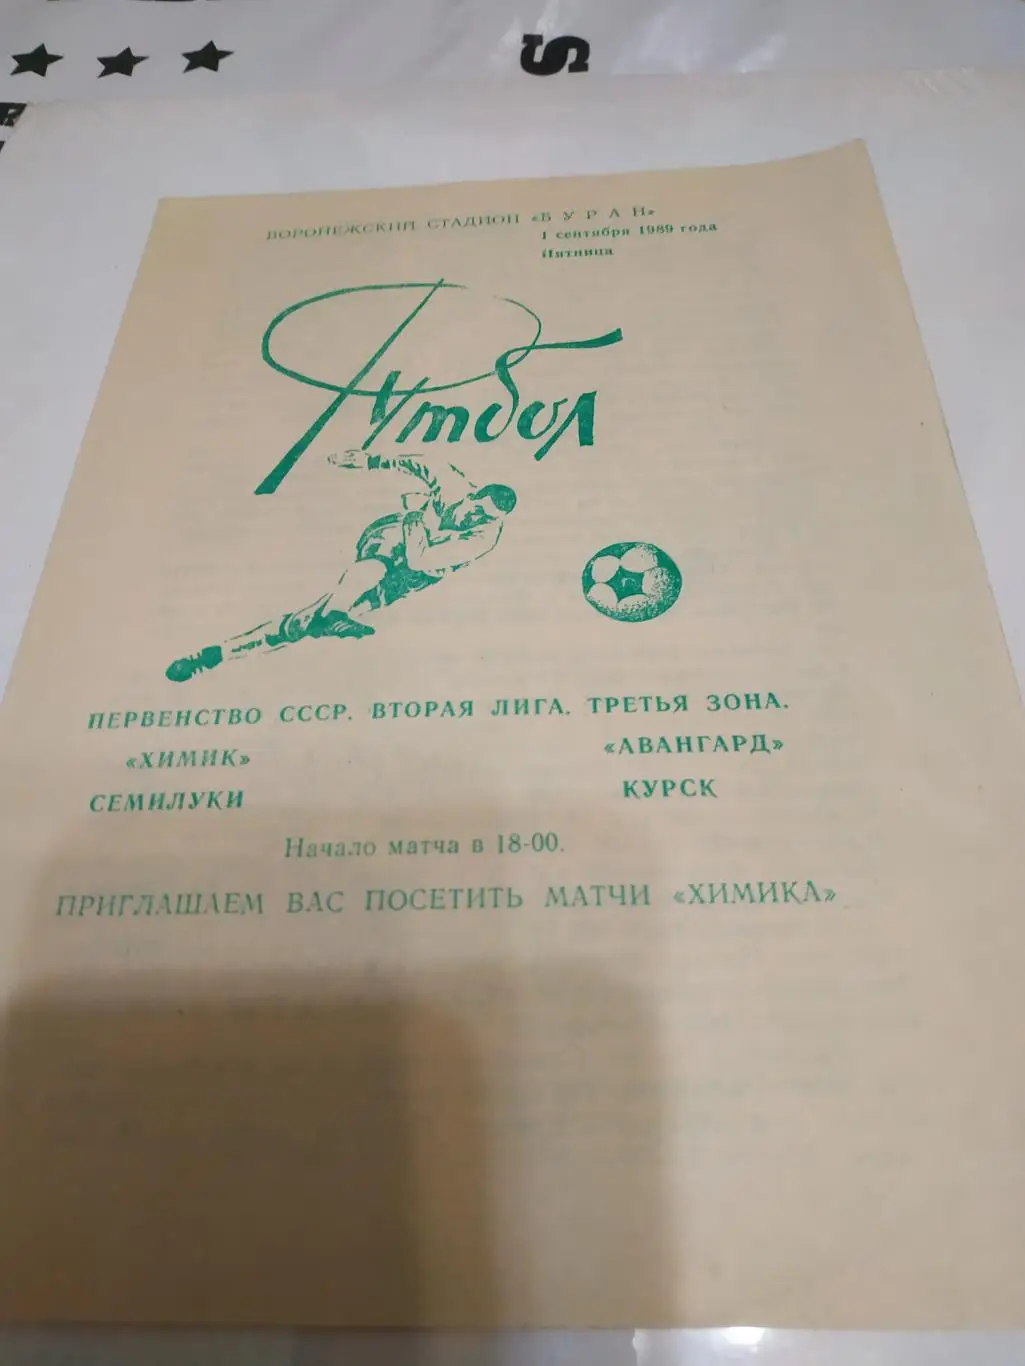 S
ВОРОНЕЖСКИЙ СТАДИОН «БУРАН»
1 сентября 1989 года
Пятница
Футбол
ПЕРВЕНСТВО СССР. ВТОРАЯ ЛИГА. ТРЕТЬЯ ЗОНА.
«ХИМИК» «АВАНГАРД»
СЕМИЛУКИ КУРСК
Начало матча в 18-00.
ПРИГЛАШАЕМ ВАС ПОСЕТИТЬ МАТЧИ «ХИМИКА»